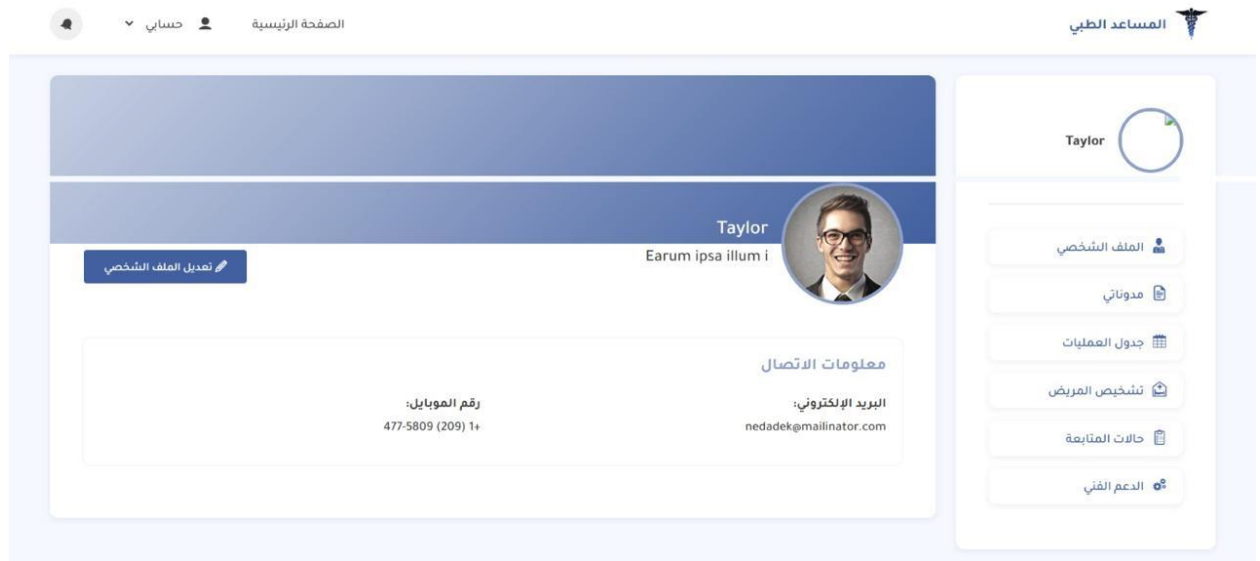 المساعد الطبي
الصفحة الرئيسية
حسابي
Taylor
الملف الشخصي
مدوناتي
جدول العمليات
تشخيص المريض
حالات المتابعة
الدعم الفني
Taylor
Earum ipsa illum i
تعديل الملف الشخصي
معلومات الاتصال
البريد الإلكتروني:
nedadek@mailinator.com
رقم الموبايل:
477-5809 (209) 1+